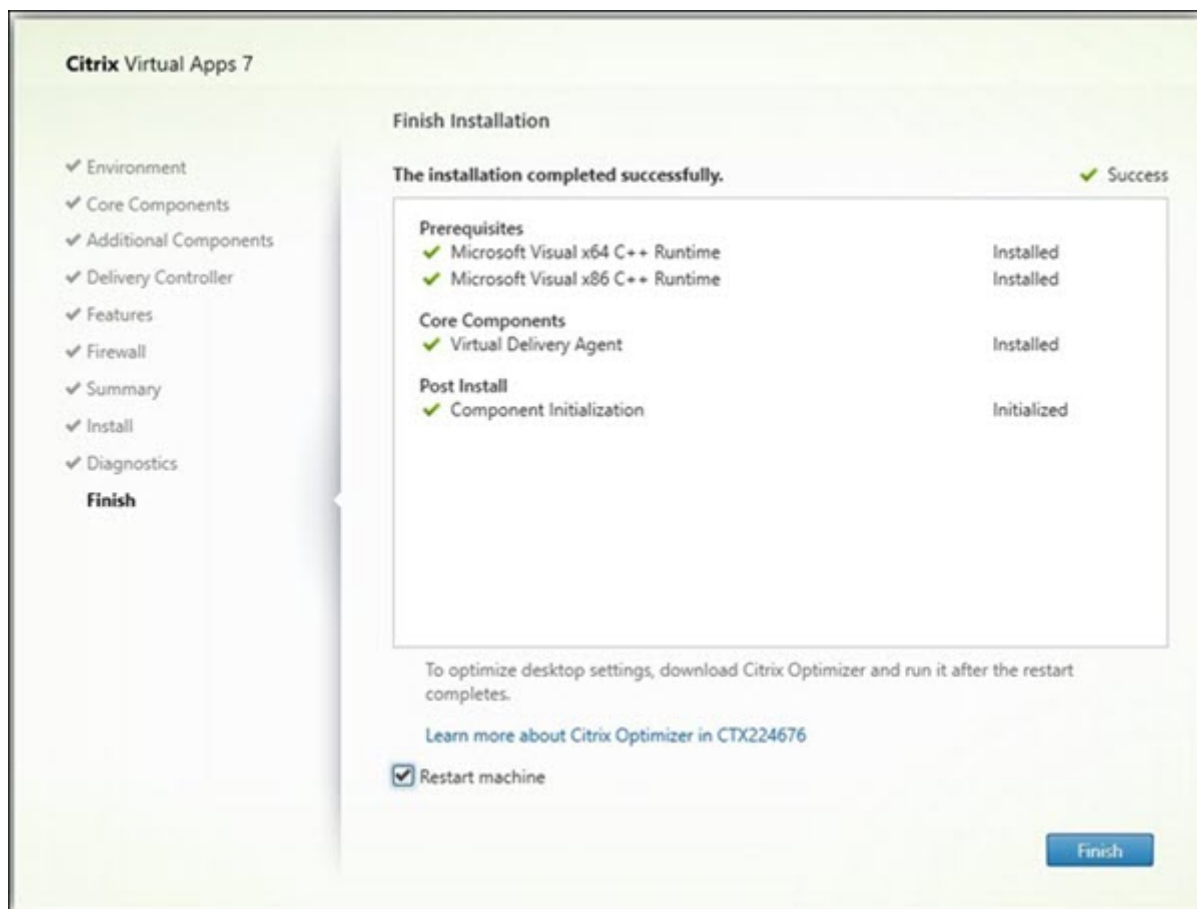 Citrix Virtual Apps 7
Environment
Core Components
Additional Components
Delivery Controller
Features
Firewall
Summary
Install
Diagnostics
Finish
Finish Installation
The installation completed successfully.
Success
Prerequisites
Microsoft Visual x64 C++ Runtime Installed
Microsoft Visual x86 C++ Runtime Installed
Core Components
Virtual Delivery Agent Installed
Post Install
Component Initialization Initialized
To optimize desktop settings, download Citrix Optimizer and run it after the restart
completes.
Learn more about Citrix Optimizer in CTX224676
Restart machine
Finish